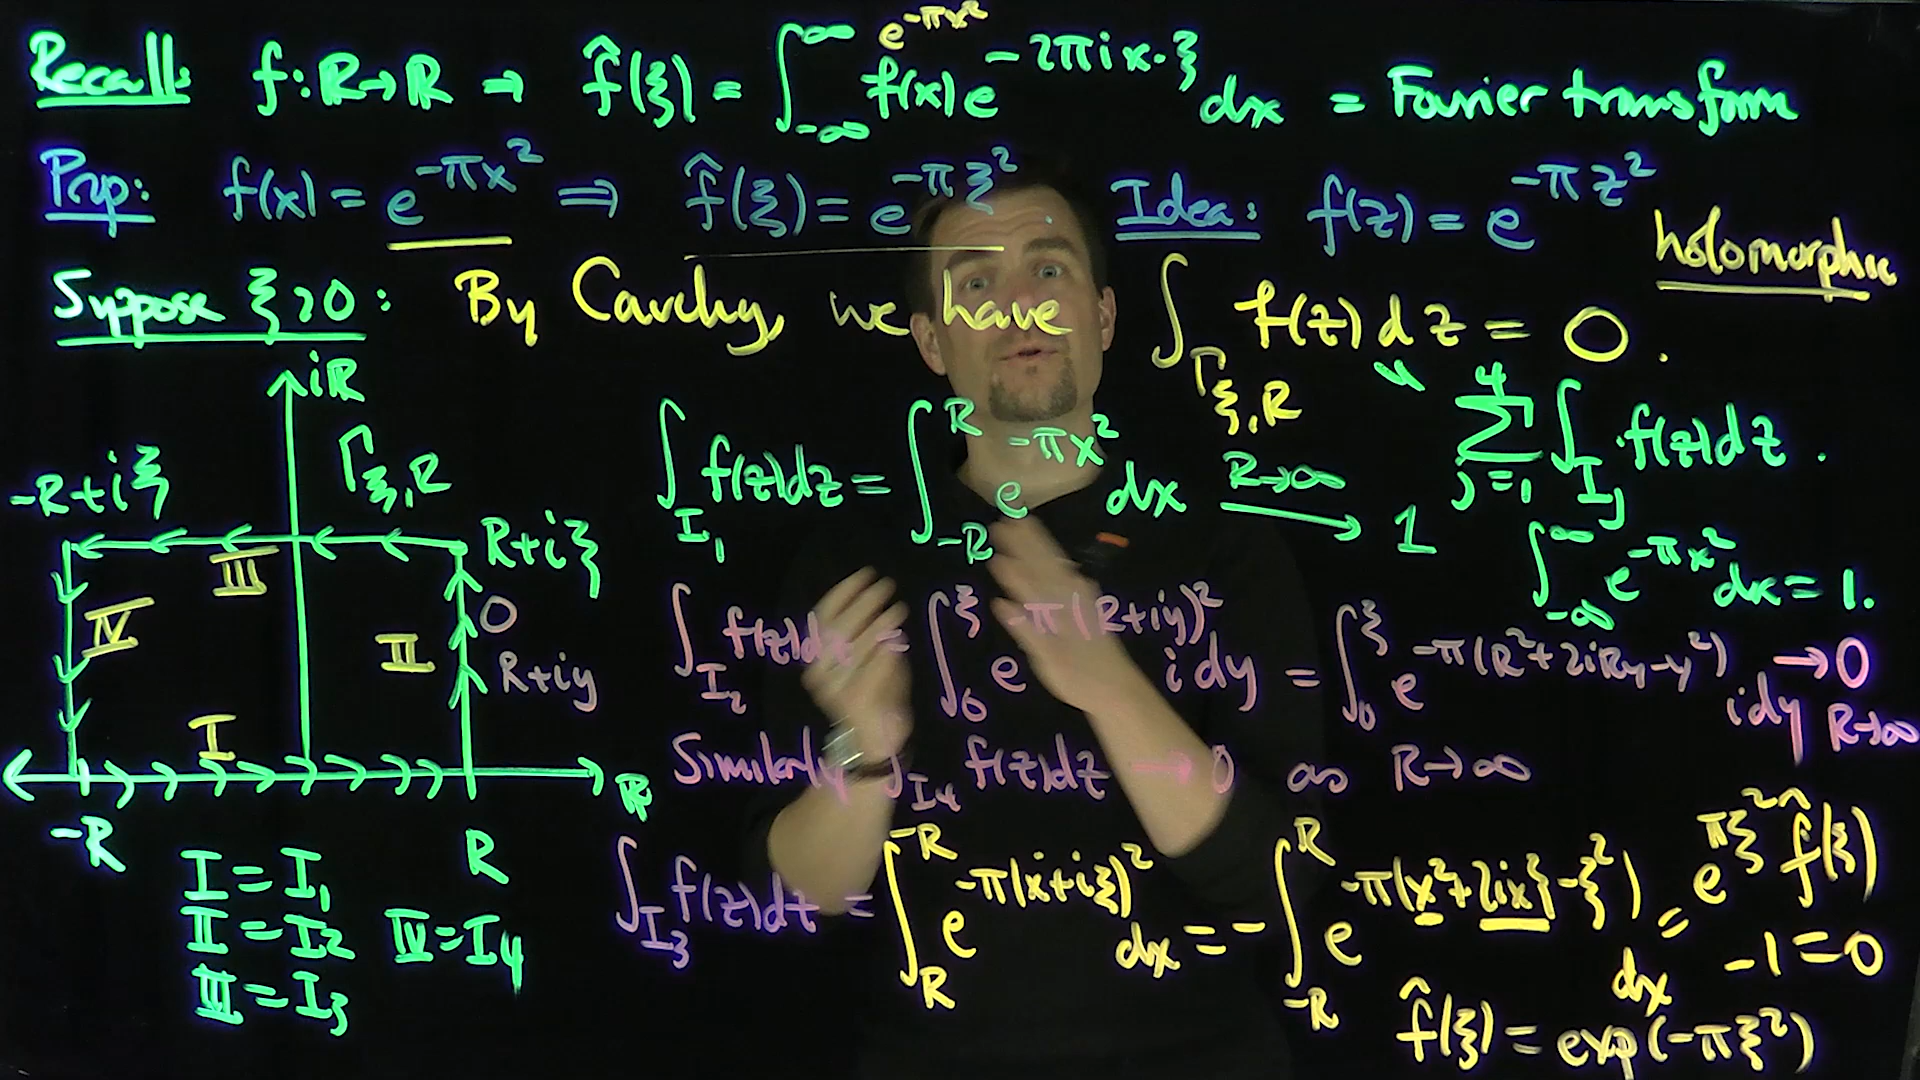 Recall: f: ℝ→ℝ ⇒ f̂(ξ) = ∫_{-∞}^{∞} f(x) e^{-2πix·ξ} dx = Fourier transform
e^{-πx²}
Prop: f(x) = e^{-πx²} ⇒ f̂(ξ) = e^{-πξ²}. Idea: f(z) = e^{-πz²}
holomorphic
Suppose ξ>0: By Cauchy, we have ∫_{Γ_{ξ,R}} f(z)dz = 0.
Σ_{j=1}^{4} ∫_{I_j} f(z)dz.
iℝ
Γ_{ξ,R}
-R+iξ
R+iξ
III
IV
II
0
R+iy
I
-R
R
ℝ
I = I₁
II = I₂ IV = I₄
III = I₃
∫_{I₁} f(z)dz = ∫_{-R}^{R} e^{-πx²} dx →^{R→∞} 1
∫_{-∞}^{∞} e^{-πx²} dx = 1.
∫_{I₂} f(z)dz = ∫_0^ξ e^{-π(R+iy)²} i dy = ∫_0^ξ e^{-π(R²+2iRy-y²)} i dy → 0
R→∞
Similarly ∫_{I₄} f(z)dz → 0 as R→∞
∫_{I₃} f(z)dz = ∫_R^{-R} e^{-π(x+iξ)²} dx = -∫_{-R}^{R} e^{-π(x²+2ixξ-ξ²)} dx = e^{πξ²} f̂(ξ)
-1=0
f̂(ξ) = exp(-πξ²)